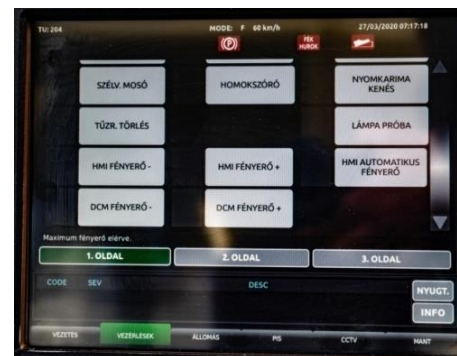 TU: 204 MODE: F 60 km/h 27/03/2020 07:17:18
(P) FÉK HUROK
SZÉLV. MOSÓ HOMOKSZÓRÓ NYOMKARIMA KENÉS
TŰZR. TÖRLÉS LÁMPA PRÓBA
HMI FÉNYERŐ - HMI FÉNYERŐ + HMI AUTOMATIKUS FÉNYERŐ
DCM FÉNYERŐ - DCM FÉNYERŐ +
Maximum fényerő elérve.
1. OLDAL 2. OLDAL 3. OLDAL
CODE SEV DESC NYUGT.
INFO
VEZETÉS VEZÉRLÉSEK ÁLLOMÁS PIS CCTV MANT